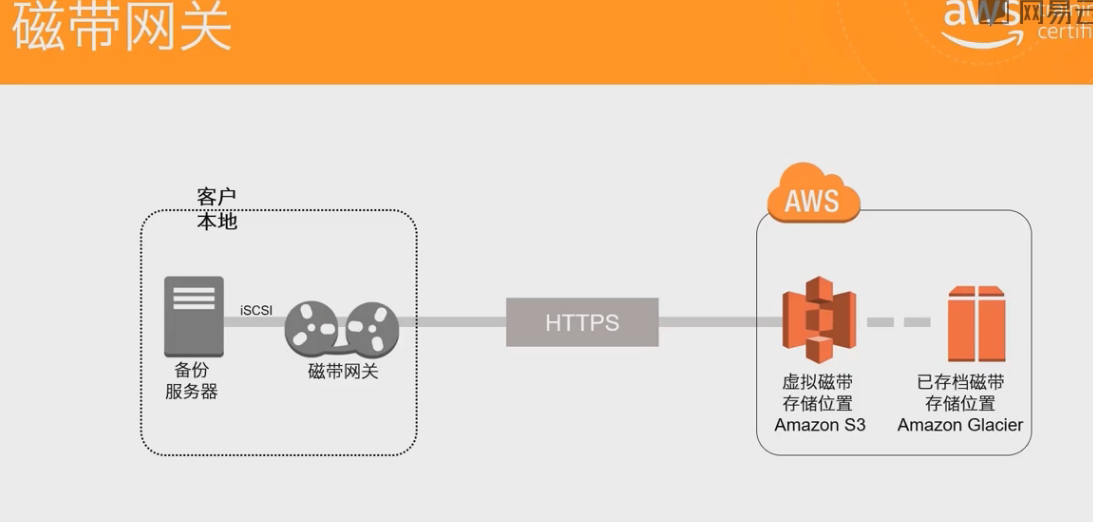 磁带网关
aws
网易云
certifi
客户
本地
AWS
iSCSI
HTTPS
备份
服务器
磁带网关
虚拟磁带
存储位置
Amazon S3
已存档磁带
存储位置
Amazon Glacier